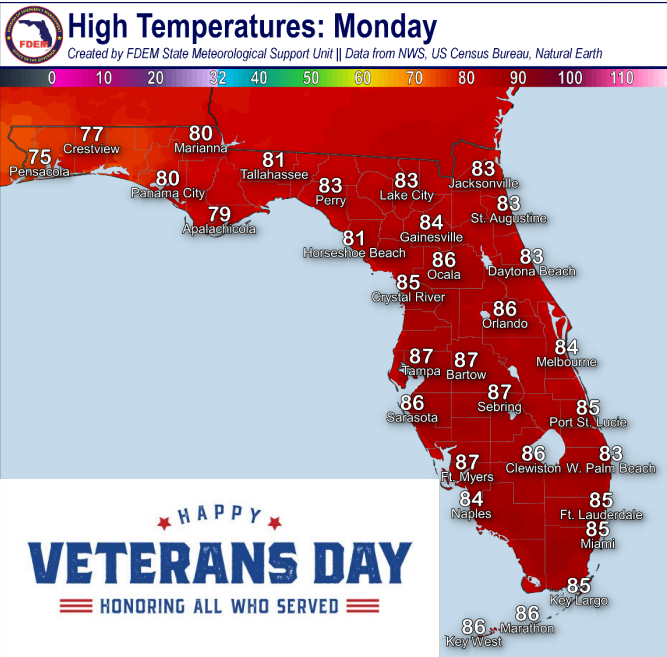 High Temperatures: Monday
Created by FDEM State Meteorological Support Unit || Data from NWS, US Census Bureau, Natural Earth
FDEM
0 10 20 32 40 50 60 70 80 90 100 110
77
Crestview
80
Marianna
75
Pensacola
81
Tallahassee
80
Panama City
83
Perry
83
Lake City
83
Jacksonville
79
Apalachicola
83
St. Augustine
84
Gainesville
81
Horseshoe Beach
86
Ocala
83
Daytona Beach
85
Crystal River
86
Orlando
84
Melbourne
87
Tampa
87
Bartow
87
Sebring
86
Sarasota
85
Port St. Lucie
87
Ft. Myers
86
Clewiston
83
W. Palm Beach
84
Naples
85
Ft. Lauderdale
85
Miami
85
Key Largo
86
Marathon
86
Key West
HAPPY
VETERANS DAY
HONORING ALL WHO SERVED